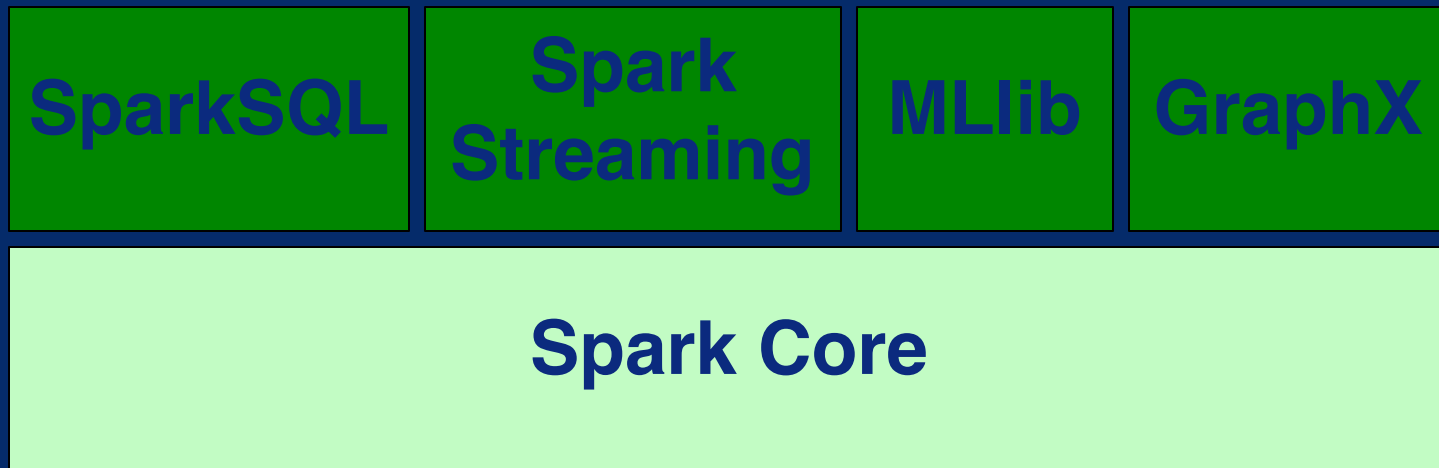 SparkSQL
Spark
Streaming
MLlib
GraphX
Spark Core